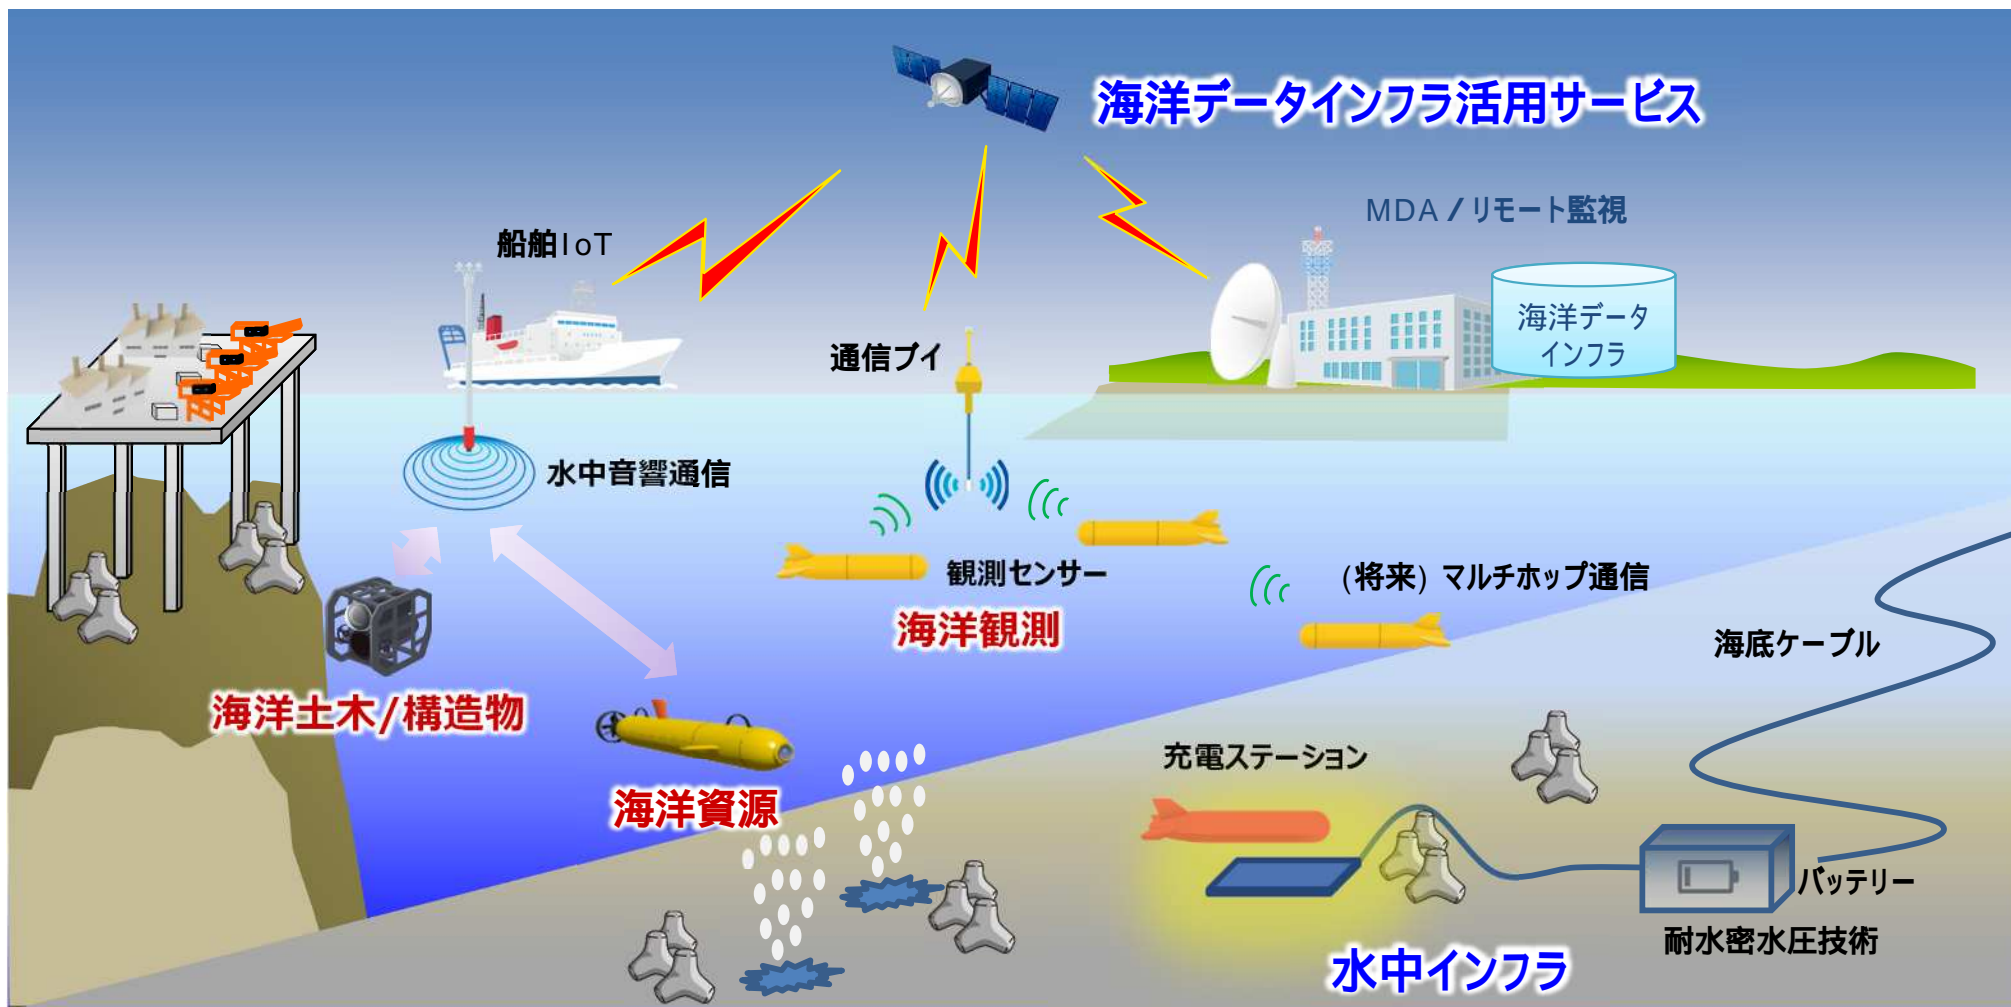 海洋データインフラ活用サービス
MDA／リモート監視
船舶IoT
海洋データ
インフラ
通信ブイ
水中音響通信
観測センサー
(将来) マルチホップ通信
海洋観測
海底ケーブル
海洋土木/構造物
充電ステーション
海洋資源
バッテリー
耐水密水圧技術
水中インフラ